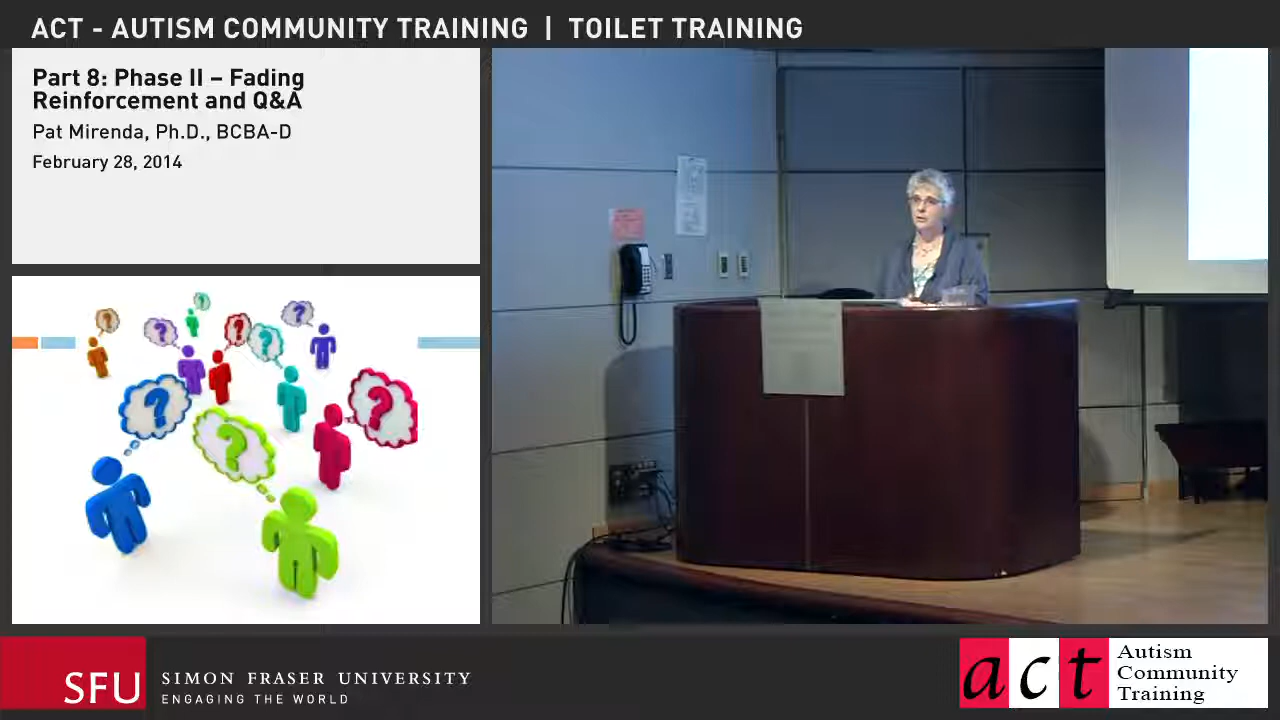 ACT - AUTISM COMMUNITY TRAINING | TOILET TRAINING
Part 8: Phase II – Fading
Reinforcement and Q&A
Pat Mirenda, Ph.D., BCBA-D
February 28, 2014
? ? ? ? ? ?
? ? ?
SFU
SIMON FRASER UNIVERSITY
ENGAGING THE WORLD
act
Autism
Community
Training